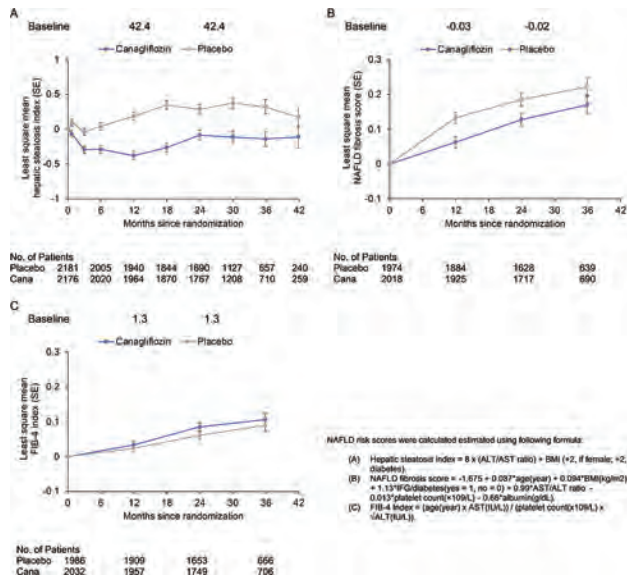 A
Baseline 42.4 42.4
Canagliflozin Placebo
Least square mean
hepatic steatosis index (SE)
1
0.5
0
-0.5
-1
0 6 12 18 24 30 36 42
Months since randomization
No. of Patients
Placebo 2181 2005 1940 1844 1690 1127 657 240
Cana 2176 2020 1964 1870 1767 1208 710 259
B
Baseline -0.03 -0.02
Canagliflozin Placebo
Least square mean
NAFLD fibrosis score (SE)
0.3
0.2
0.1
0
-0.1
0 6 12 18 24 30 36 42
Months since randomization
No. of Patients
Placebo 1974 1884 1628 639
Cana 2018 1925 1717 690
C
Baseline 1.3 1.3
Canagliflozin Placebo
Least square mean
FIB-4 index (SE)
0.3
0.2
0.1
0
-0.1
0 6 12 18 24 30 36 42
Months since randomization
No. of Patients
Placebo 1986 1909 1653 666
Cana 2032 1957 1749 706
NAFLD risk scores were calculated estimated using following formula:
(A) Hepatic steatosis index = 8 x (ALT/AST ratio) + BMI (+2, if female; +2,
diabetes).
(B) NAFLD fibrosis score = -1.675 + 0.037*age(year) + 0.094*BMI(kg/m2)
+ 1.13*IFG/diabetes(yes = 1, no = 0) + 0.99*AST/ALT ratio -
0.013*platelet count(×109/L) - 0.66*albumin(g/dL).
(C) FIB-4 Index = (age(year) x AST(IU/L)) / (platelet count(×109/L) x
√ALT(IU/L)).